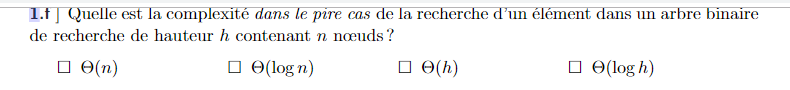 1.f ] Quelle est la complexité dans le pire cas de la recherche d'un élément dans un arbre binaire
de recherche de hauteur h contenant n nœuds ?
☐ Θ(n) ☐ Θ(log n) ☐ Θ(h) ☐ Θ(log h)